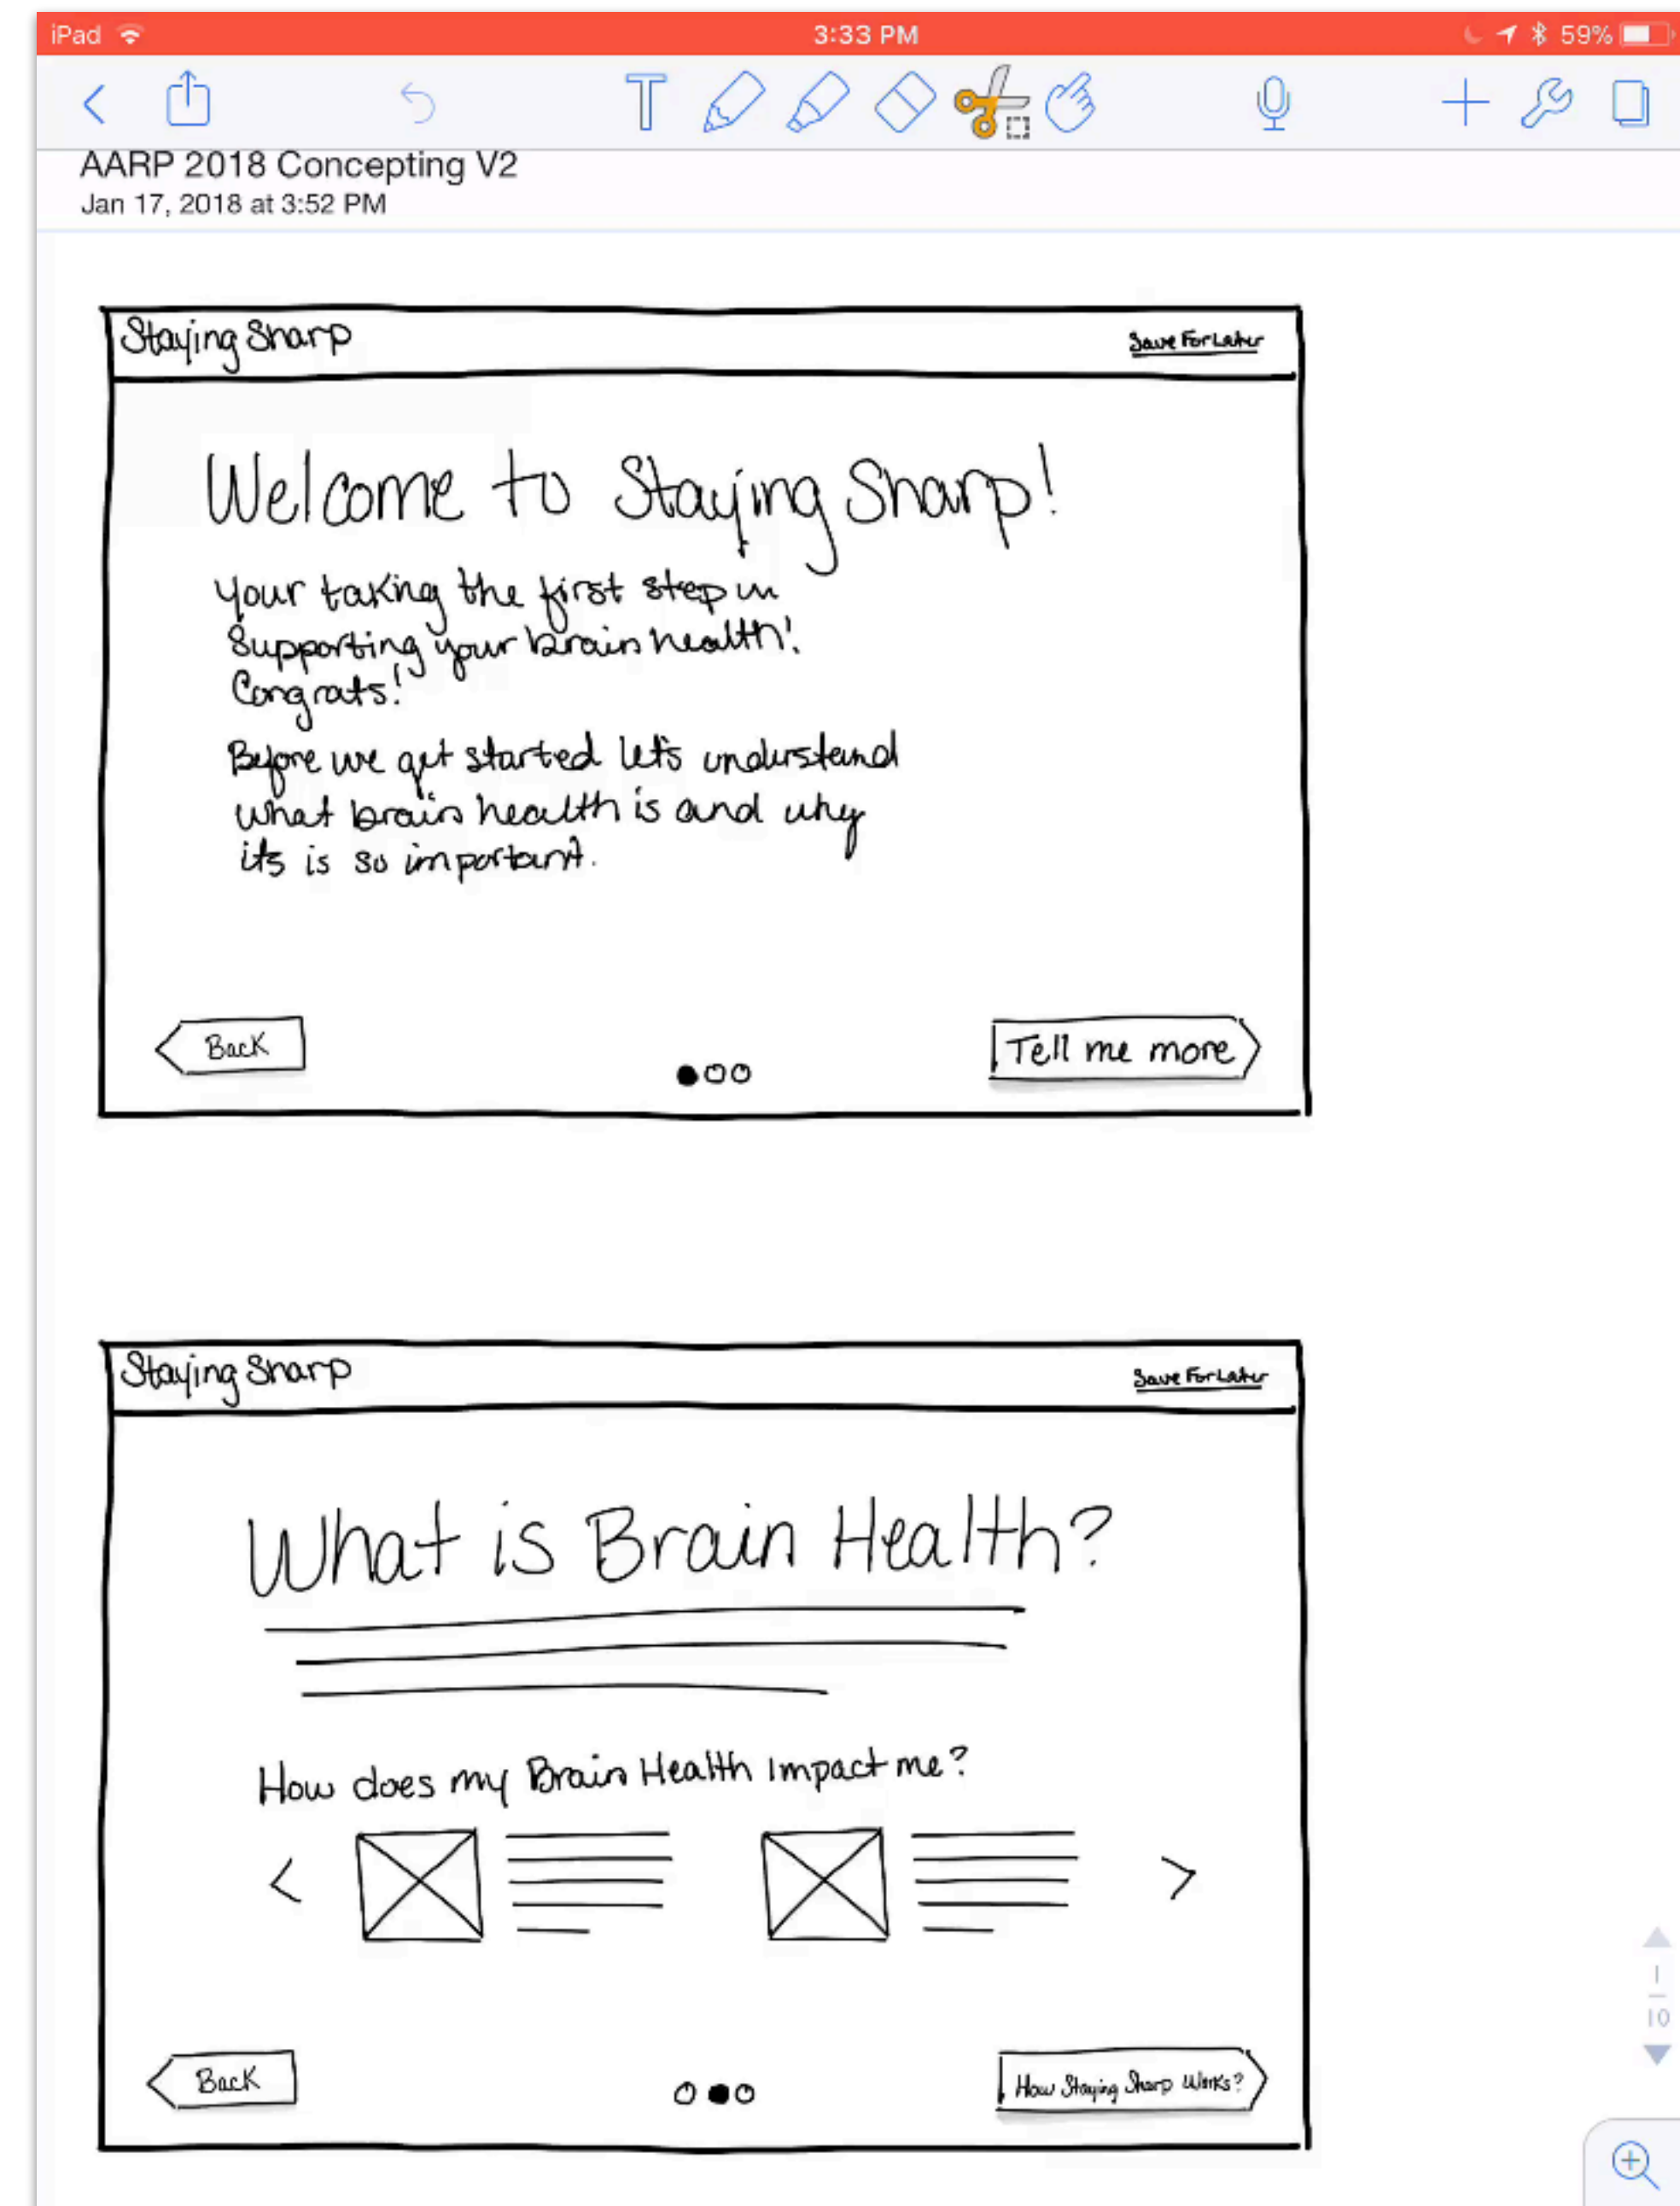 iPad 3:33 PM 59%
T
AARP 2018 Concepting V2
Jan 17, 2018 at 3:52 PM
Staying Sharp Save For Later
Welcome to Staying Sharp!
Your taking the first step in
Supporting your brain health!
Congrats!
Before we get started let's understand
what brain health is and why
its is so important.
Back Tell me more
Staying Sharp Save For Later
What is Brain Health?
How does my Brain Health Impact me?
< >
Back How Staying Sharp Works?
1
10